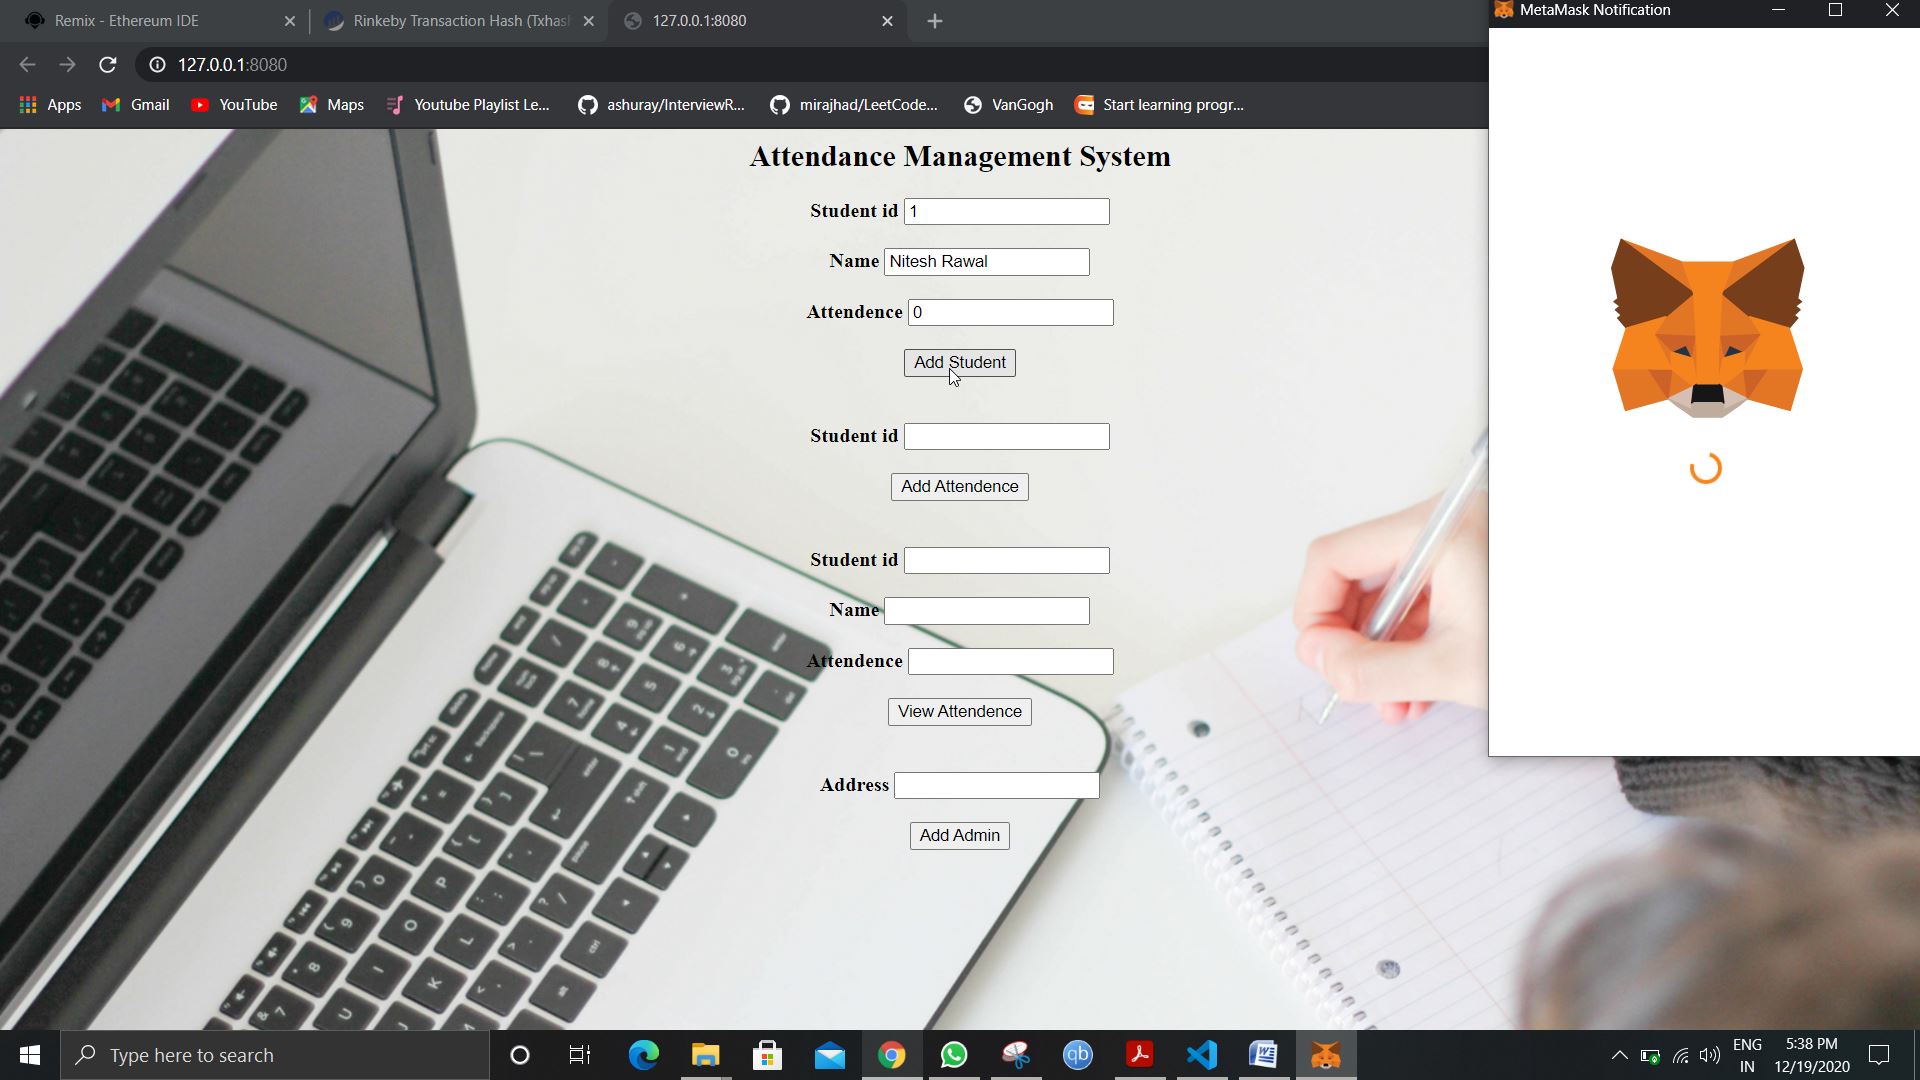 Remix - Ethereum IDE
Rinkeby Transaction Hash (Txhas
127.0.0.1:8080
MetaMask Notification
127.0.0.1:8080
Apps
Gmail
YouTube
Maps
Youtube Playlist Le...
ashuray/InterviewR...
mirajhad/LeetCode...
VanGogh
Start learning progr...
Attendance Management System
Student id 1
Name Nitesh Rawal
Attendence 0
Add Student
Student id
Add Attendence
Student id
Name
Attendence
View Attendence
Address
Add Admin
Type here to search
qb
ENG
IN
5:38 PM
12/19/2020